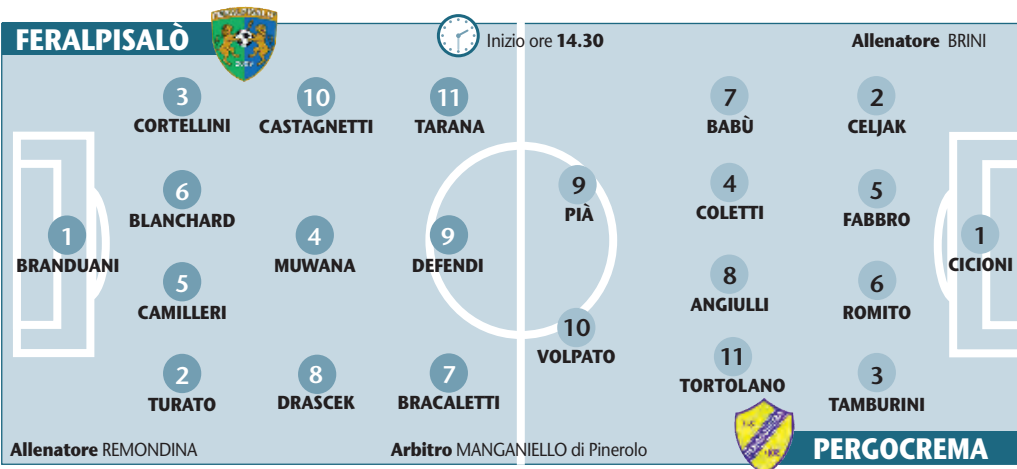 FERALPISALÒ
Inizio ore 14.30
Allenatore BRINI
3
CORTELLINI
10
CASTAGNETTI
11
TARANA
7
BABÙ
2
CELJAK
6
BLANCHARD
9
PIÀ
4
COLETTI
5
FABBRO
1
BRANDUANI
4
MUWANA
9
DEFENDI
1
CICIONI
5
CAMILLERI
8
ANGIULLI
6
ROMITO
10
VOLPATO
2
TURATO
8
DRASCEK
7
BRACALETTI
11
TORTOLANO
3
TAMBURINI
Allenatore REMONDINA
Arbitro MANGANIELLO di Pinerolo
PERGOCREMA